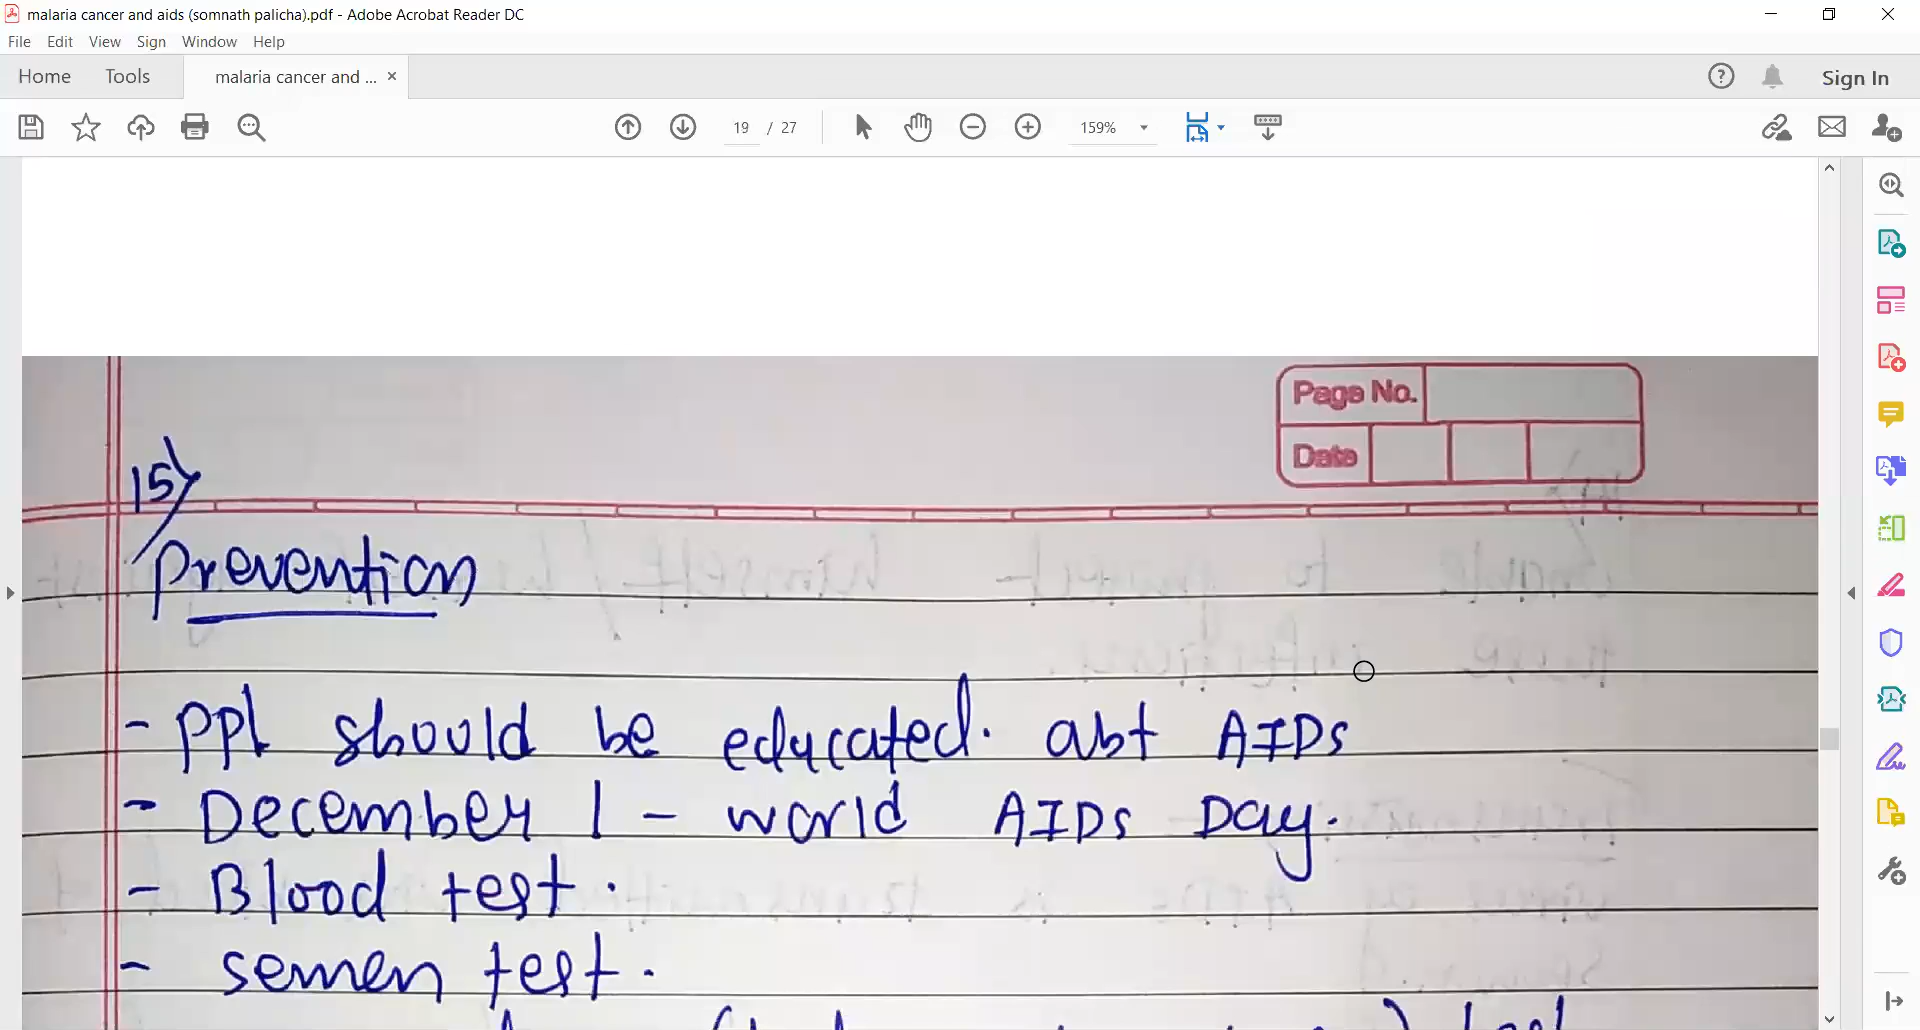 malaria cancer and aids (somnath palicha).pdf - Adobe Acrobat Reader DC
File Edit View Sign Window Help
Home Tools malaria cancer and ... × Sign In
19 / 27 159%
Page No.
Date
15>
Prevention
- PPl should be educated. abt AIDs
- December 1 - world AIDs Day.
- Blood test.
- semen test.